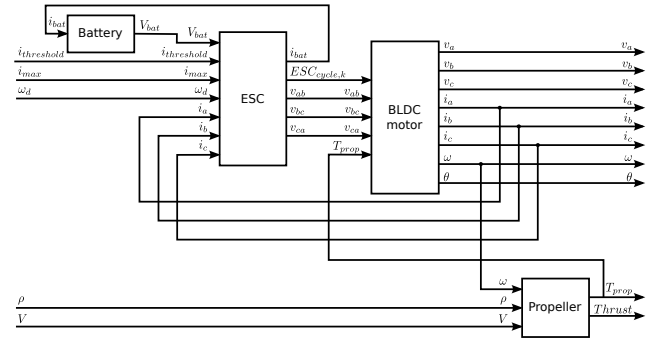 i_bat V_bat V_bat
Battery
i_threshold i_threshold i_bat v_a v_a
i_max i_max ESC_cycle,k v_b v_b
ω_d ω_d v_ab v_ab v_c v_c
ESC
BLDC
motor
i_a v_bc v_bc i_a i_a
i_b v_ca v_ca i_b i_b
i_c T_prop i_c i_c
ω ω
θ θ
ω
T_prop
ρ ρ
Propeller
Thrust
V V